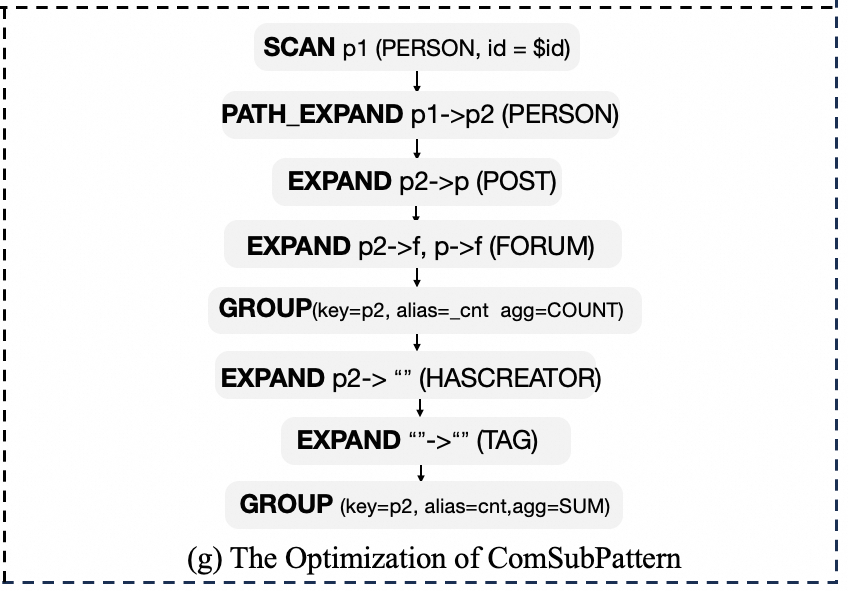 SCAN p1 (PERSON, id = $id)
PATH_EXPAND p1->p2 (PERSON)
EXPAND p2->p (POST)
EXPAND p2->f, p->f (FORUM)
GROUP(key=p2, alias=_cnt agg=COUNT)
EXPAND p2-> “” (HASCREATOR)
EXPAND “”->“” (TAG)
GROUP (key=p2, alias=cnt,agg=SUM)
(g) The Optimization of ComSubPattern